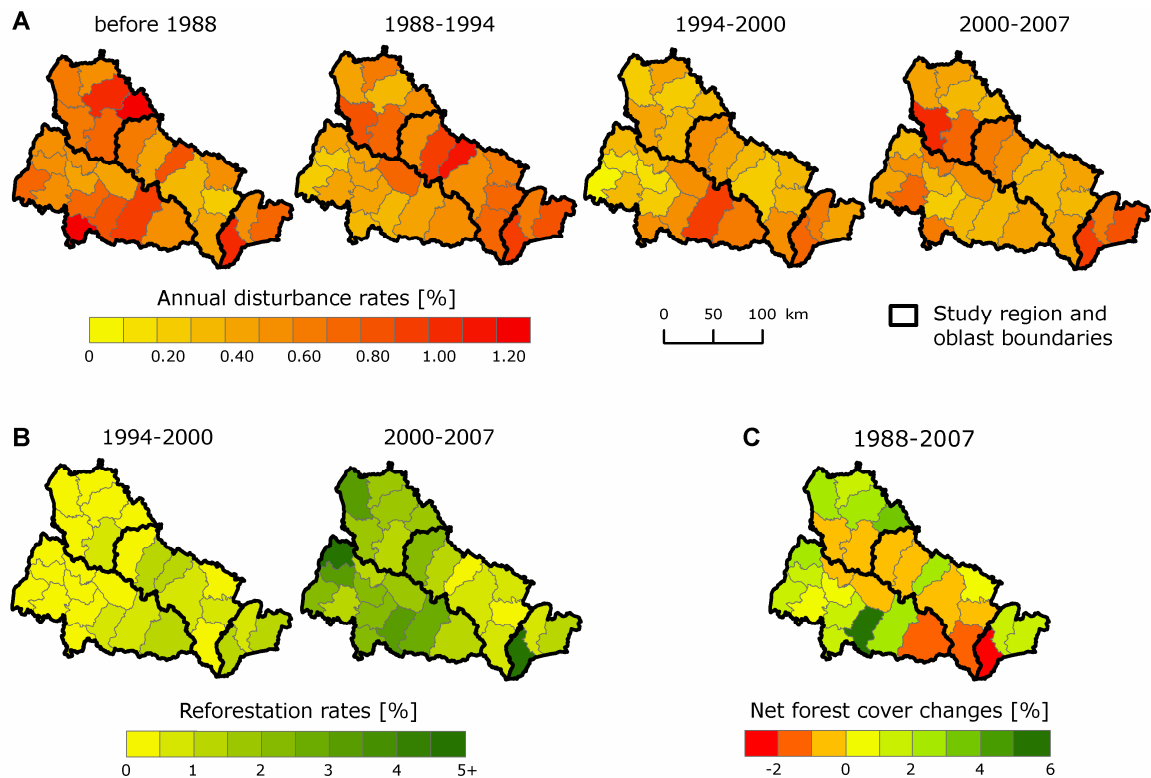 A
before 1988 1988-1994 1994-2000 2000-2007
Annual disturbance rates [%]
0 0.20 0.40 0.60 0.80 1.00 1.20
0 50 100 km
Study region and
oblast boundaries
B
1994-2000 2000-2007
C
1988-2007
Reforestation rates [%]
0 1 2 3 4 5+
Net forest cover changes [%]
-2 0 2 4 6